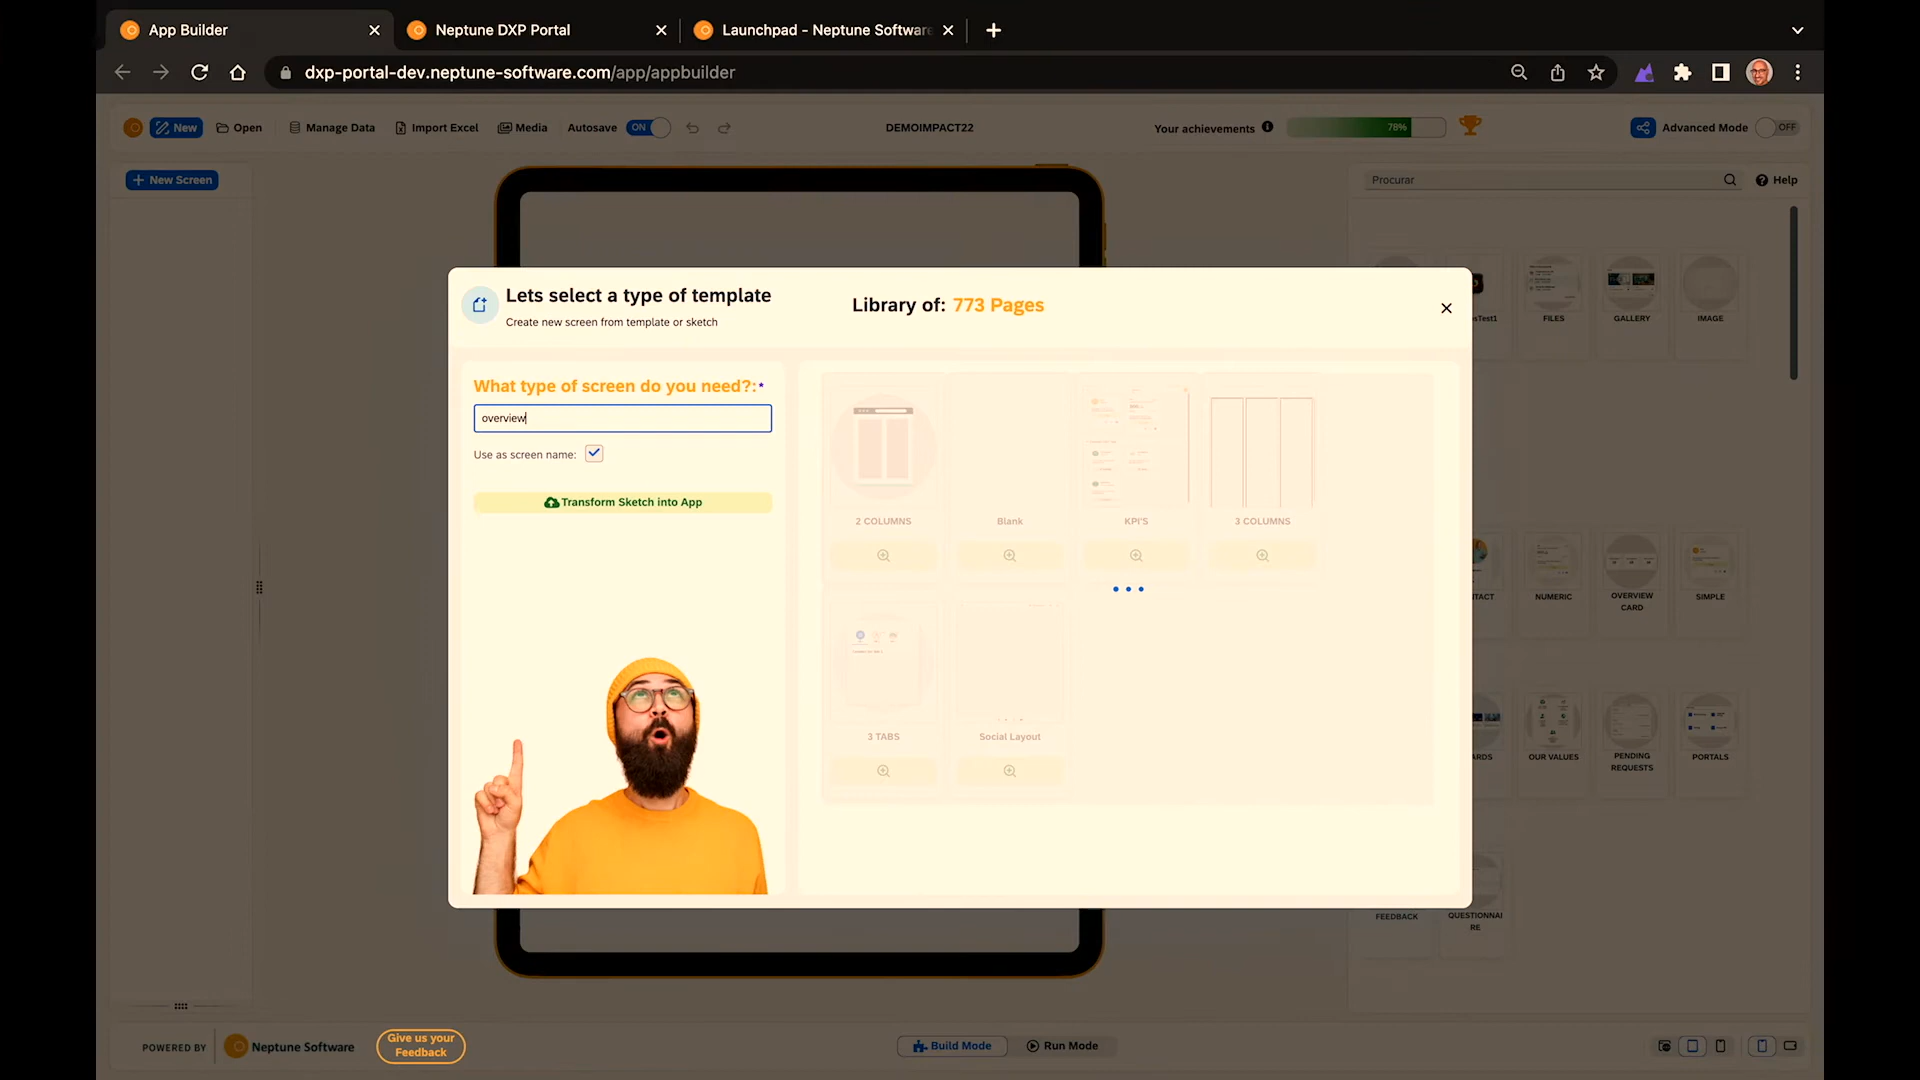 App Builder
Neptune DXP Portal
Launchpad - Neptune Software
dxp-portal-dev.neptune-software.com/app/appbuilder
New
Open
Manage Data
Import Excel
Media
Autosave
ON
DEMOIMPACT22
Your achievements
78%
Advanced Mode
OFF
New Screen
Procurar
Help
Lets select a type of template
Create new screen from template or sketch
Library of: 773 Pages
What type of screen do you need?:*
overview
Use as screen name:
Transform Sketch into App
2 COLUMNS
Blank
KPI'S
3 COLUMNS
3 TABS
Social Layout
FILES
GALLERY
IMAGE
NUMERIC
OVERVIEW
CARD
SIMPLE
OUR VALUES
PENDING
REQUESTS
PORTALS
FEEDBACK
QUESTIONNAI
RE
POWERED BY
Neptune Software
Give us your
Feedback
Build Mode
Run Mode